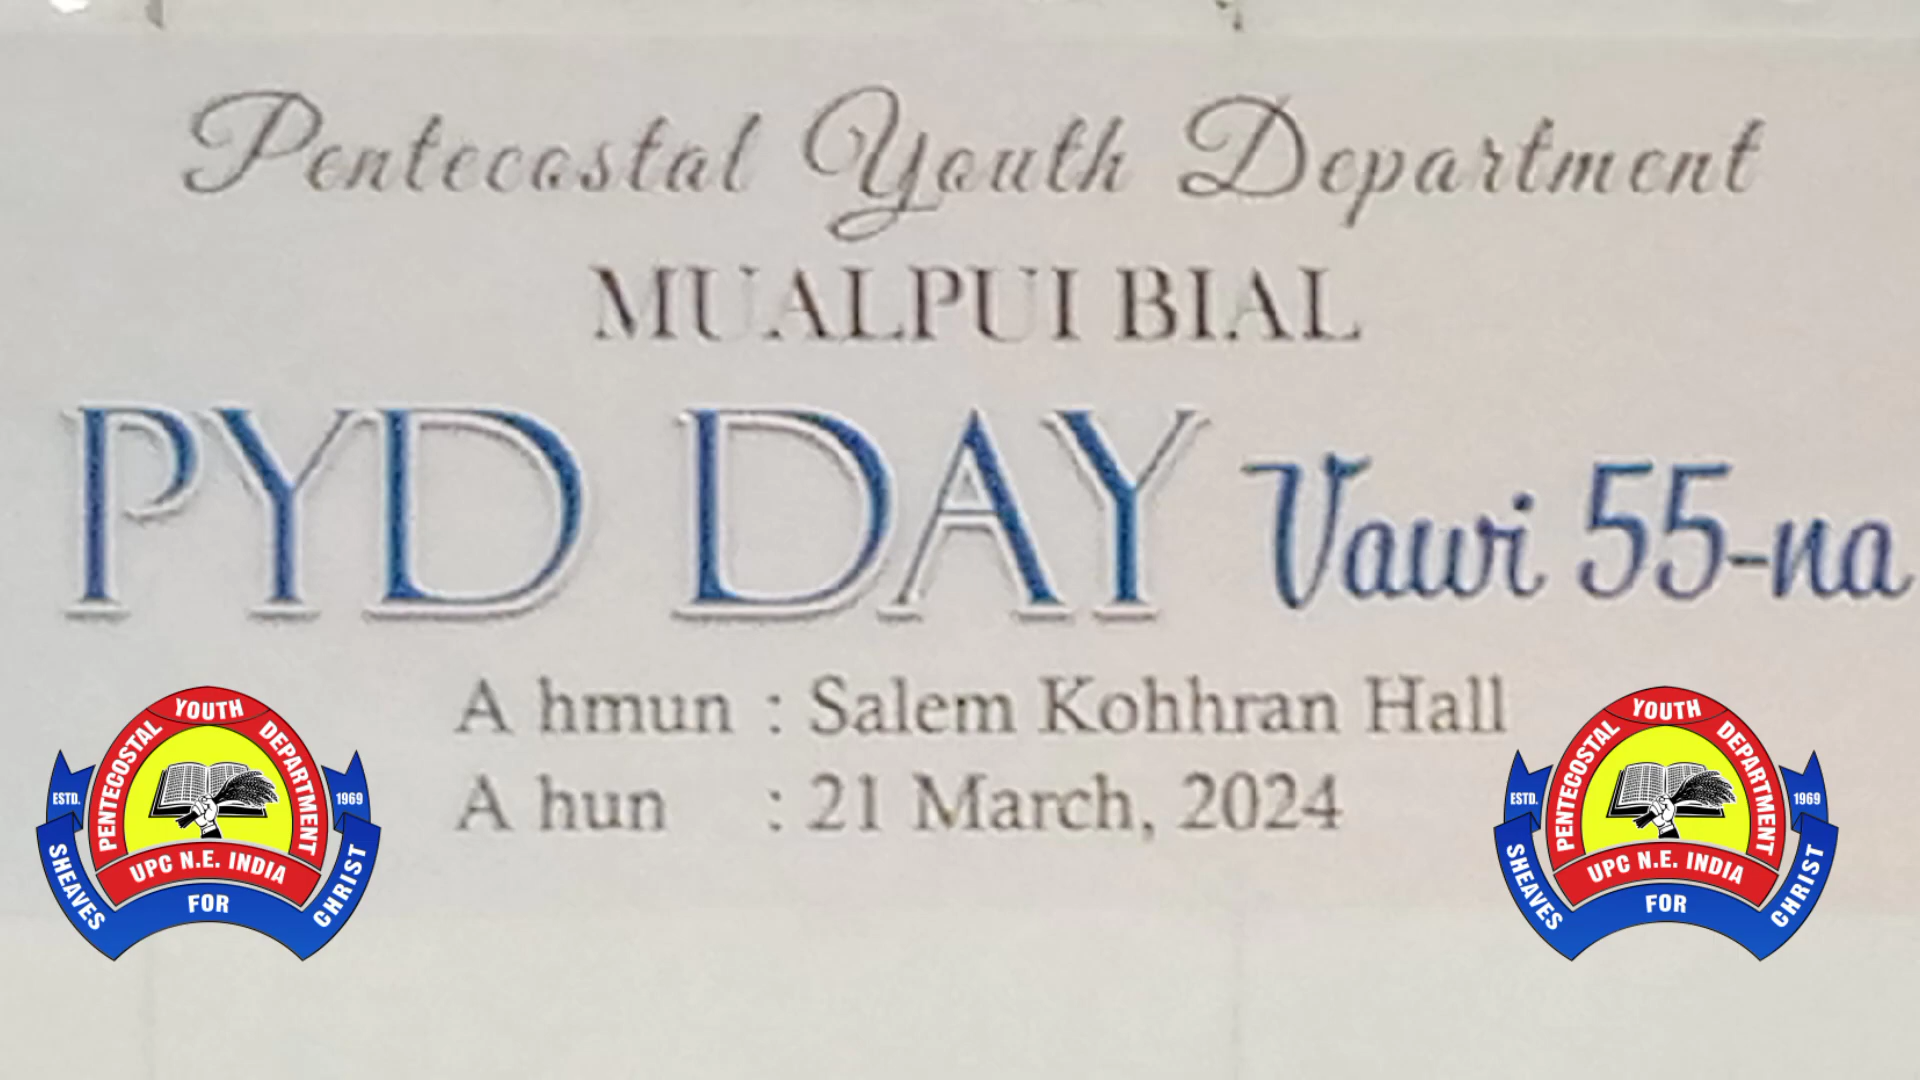 Pentecostal Youth Department
MUALPUI BIAL
PYD DAY Vawi 55-na
A hmun : Salem Kohhran Hall
A hun : 21 March, 2024
PENTECOSTAL YOUTH DEPARTMENT
ESTD. 1969
UPC N.E. INDIA
SHEAVES FOR CHRIST
PENTECOSTAL YOUTH DEPARTMENT
ESTD. 1969
UPC N.E. INDIA
SHEAVES FOR CHRIST